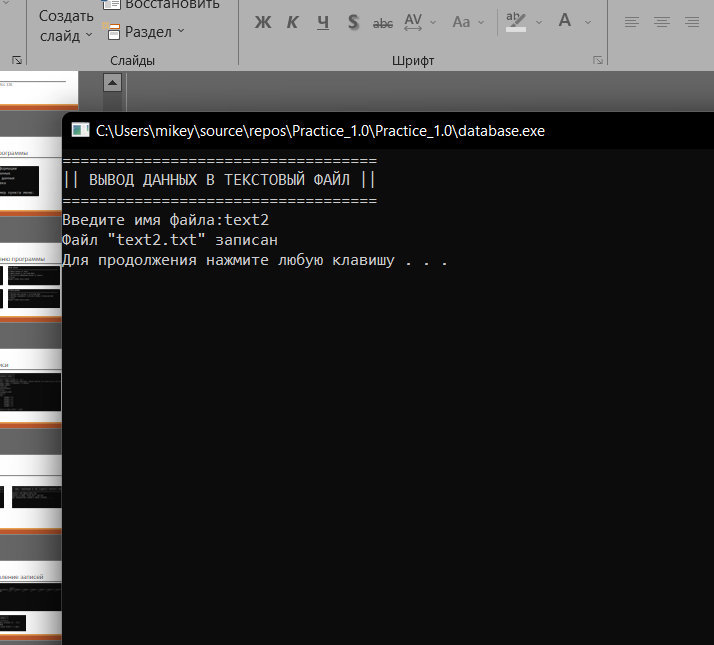 Восстановить
Создать
слайд
Раздел
Ж К Ч S abc AV Aa ab A
Слайды
Шрифт
C:\Users\mikey\source\repos\Practice_1.0\Practice_1.0\database.exe
===================================
|| ВЫВОД ДАННЫХ В ТЕКСТОВЫЙ ФАЙЛ ||
===================================
Введите имя файла:text2
Файл "text2.txt" записан
Для продолжения нажмите любую клавишу . . .